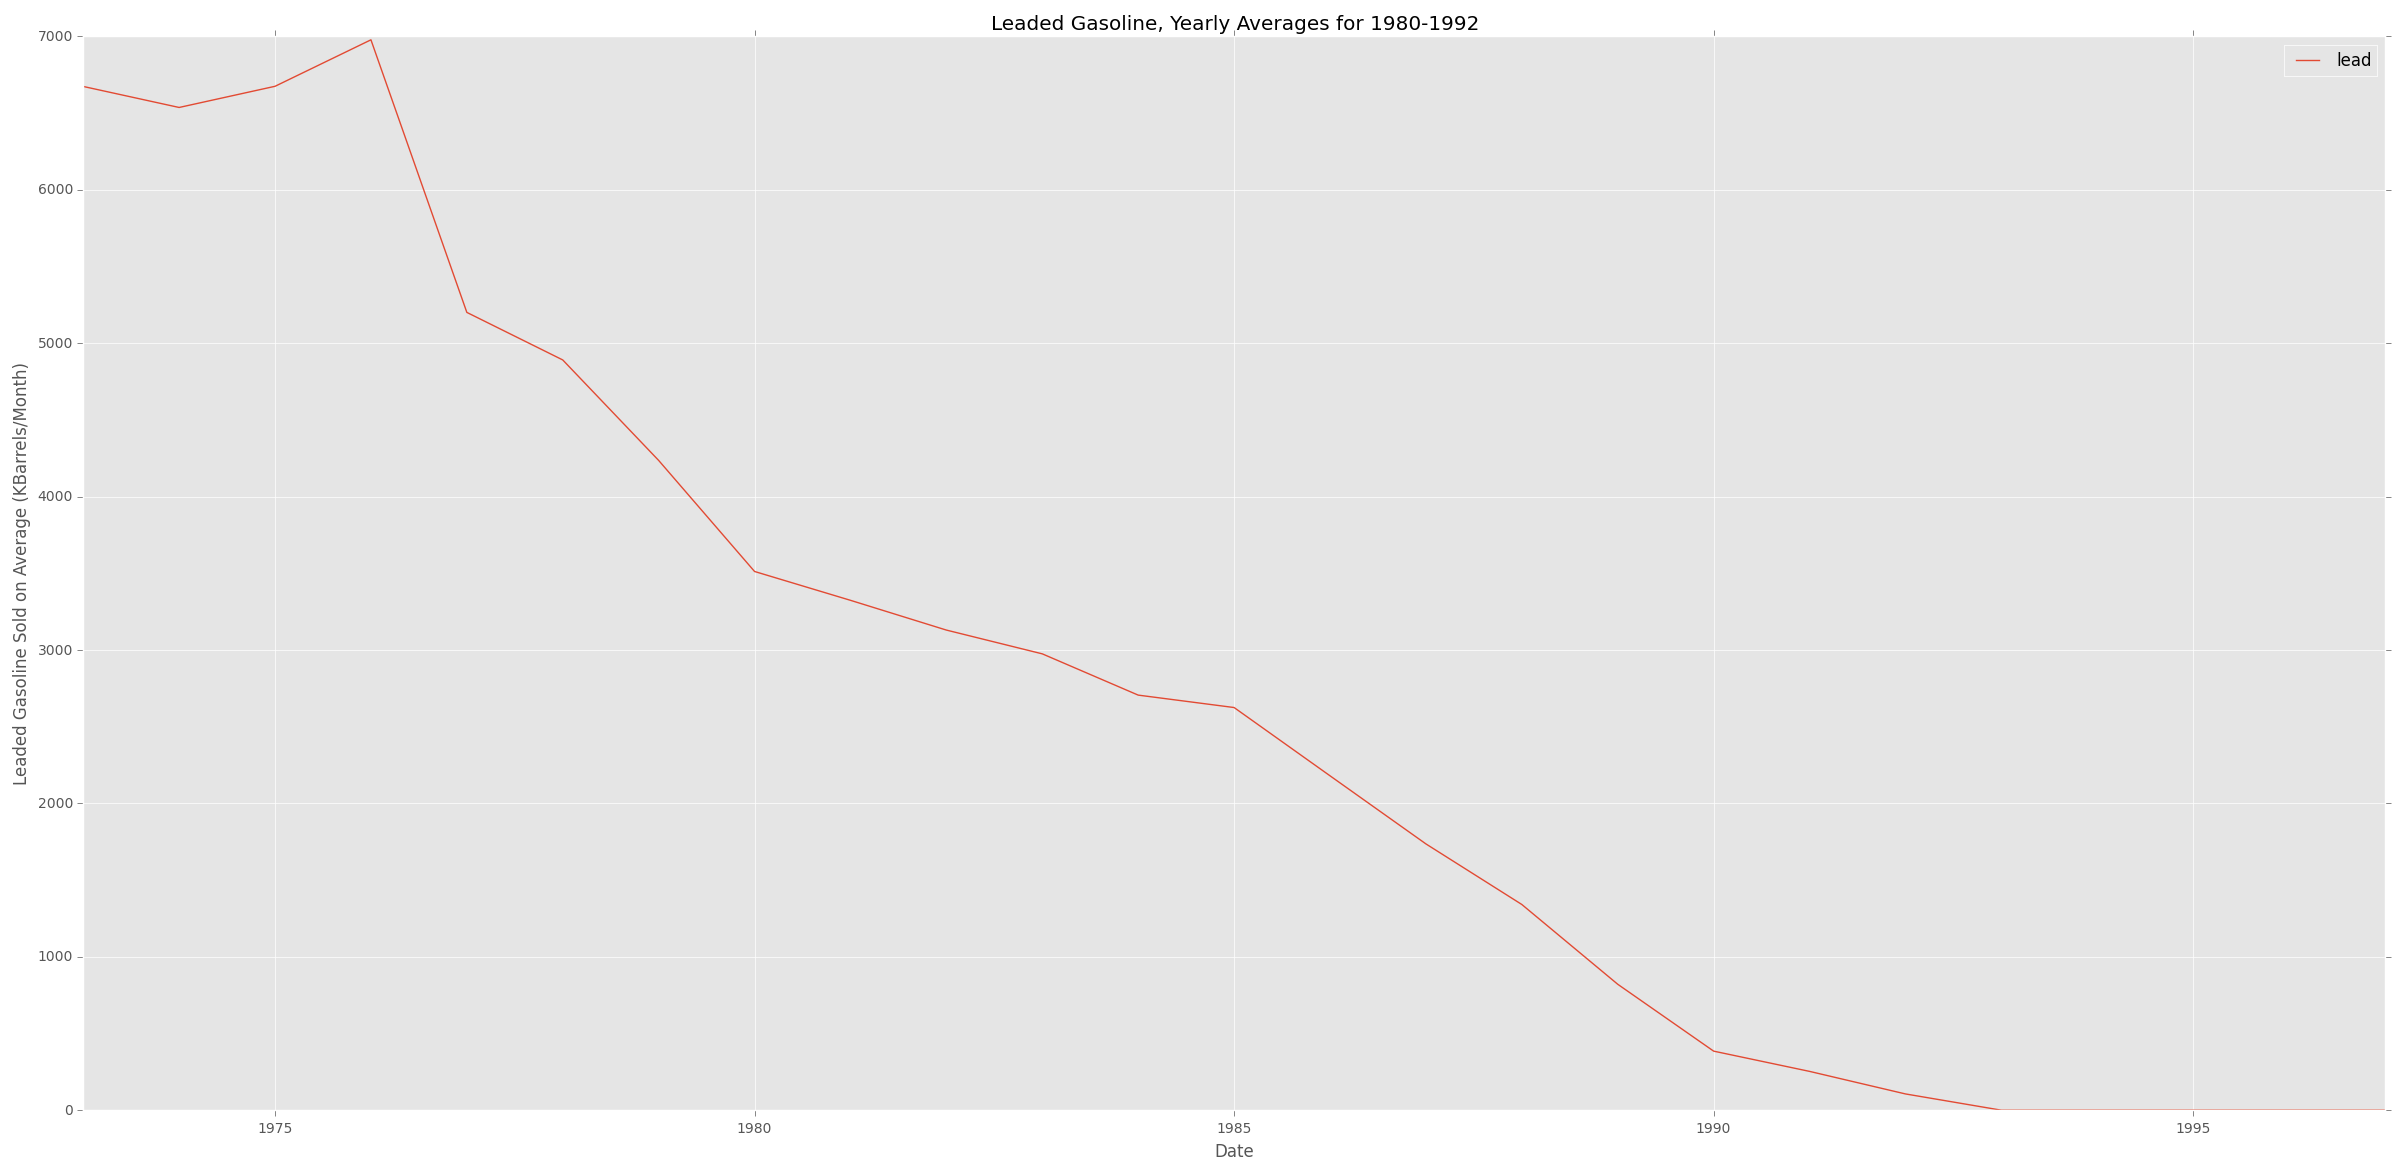 Leaded Gasoline, Yearly Averages for 1980-1992
lead
Leaded Gasoline Sold on Average (KBarrels/Month)
7000
6000
5000
4000
3000
2000
1000
0
1975 1980 1985 1990 1995
Date